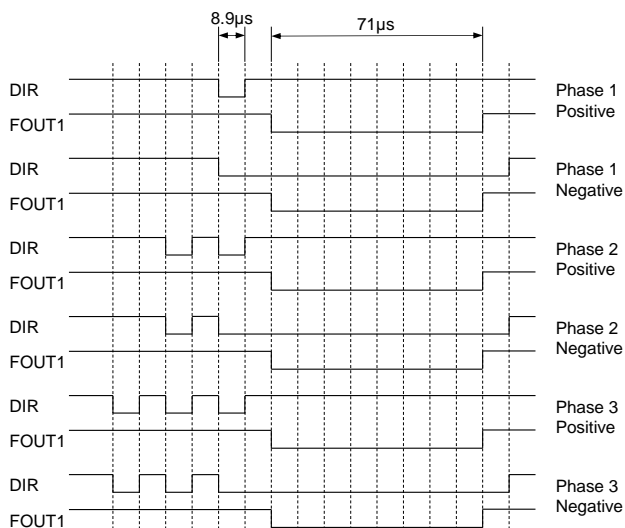 8.9µs
71µs
DIR
Phase 1
Positive
FOUT1
DIR
Phase 1
Negative
FOUT1
DIR
Phase 2
Positive
FOUT1
DIR
Phase 2
Negative
FOUT1
DIR
Phase 3
Positive
FOUT1
DIR
Phase 3
Negative
FOUT1